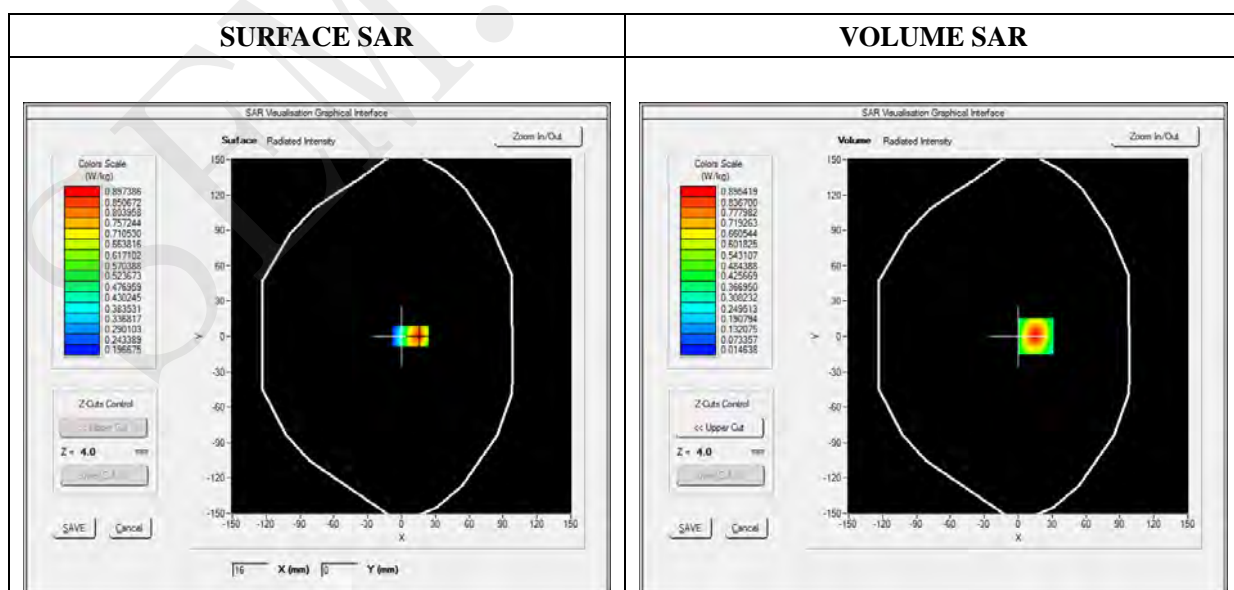 SEM.
SURFACE SAR
VOLUME SAR
SAR Visualisation Graphical Interface
Surface Radiated Intensity
Zoom In/Out
Colors Scale
(W/kg)
0.897386
0.850672
0.803958
0.757244
0.710530
0.663816
0.617102
0.570388
0.523673
0.476959
0.430245
0.383531
0.336817
0.290103
0.243389
0.196675
Z-Cuts Control
<< Upper Cut
Z = 4.0 mm
SAVE Cancel
150
120
90
60
30
0
-30
-60
-90
-120
-150
Y
-150 -120 -90 -60 -30 0 30 60 90 120 150
X
16 X (mm) 0 Y (mm)
SAR Visualisation Graphical Interface
Volume Radiated Intensity
Zoom In/Out
Colors Scale
(W/kg)
0.895419
0.836700
0.777982
0.719263
0.660544
0.601825
0.543107
0.484388
0.425669
0.366950
0.308232
0.249513
0.190794
0.132075
0.073357
0.014638
Z-Cuts Control
<< Upper Cut
Z = 4.0 mm
SAVE Cancel
150
120
90
60
30
0
-30
-60
-90
-120
-150
Y
-150 -120 -90 -60 -30 0 30 60 90 120 150
X